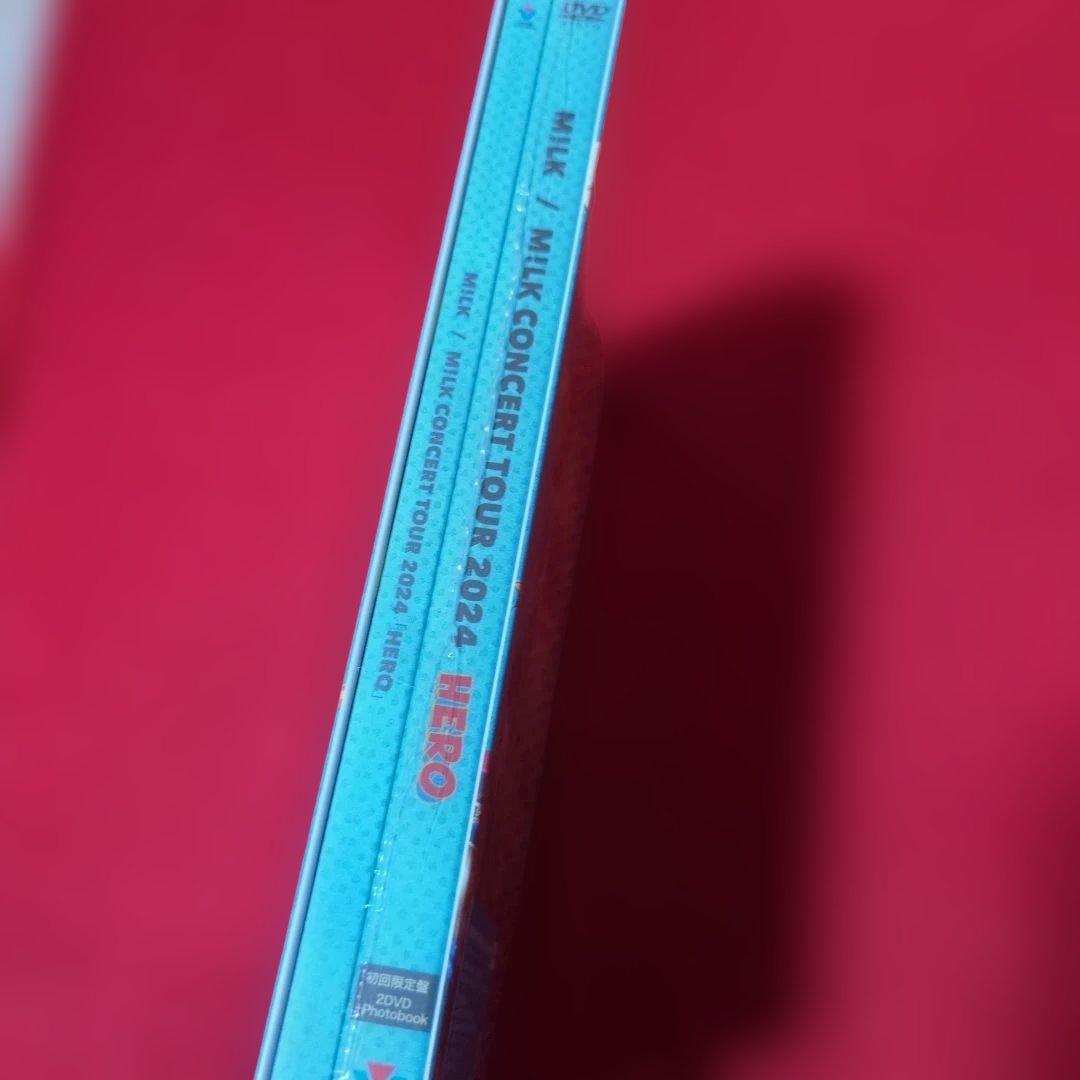 DVD
M!LK / M!LK CONCERT TOUR 2024 HERO
初回限定盤
2DVD
+Photobook
M!LK / M!LK CONCERT TOUR 2024「HERO」